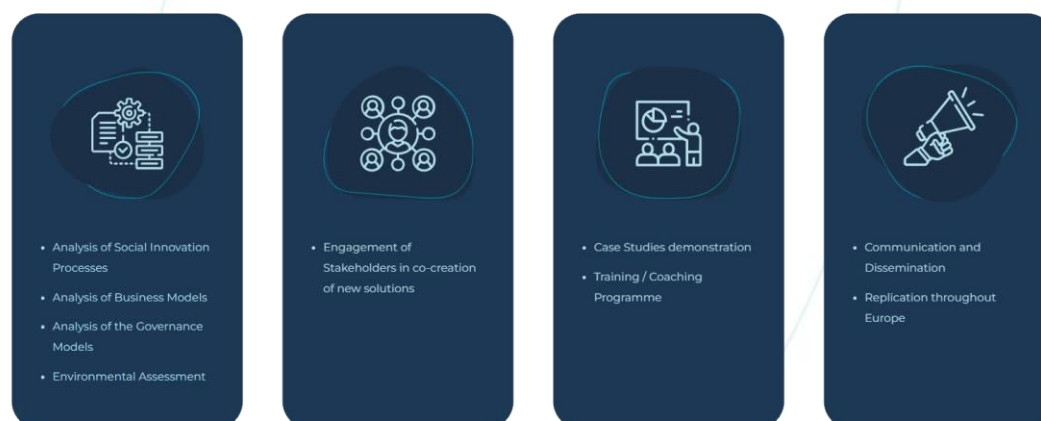 • Analysis of Social Innovation
Processes
• Analysis of Business Models
• Analysis of the Governance
Models
• Environmental Assessment
• Engagement of
Stakeholders in co-creation
of new solutions
• Case Studies demonstration
• Training / Coaching
Programme
• Communication and
Dissemination
• Replication throughout
Europe